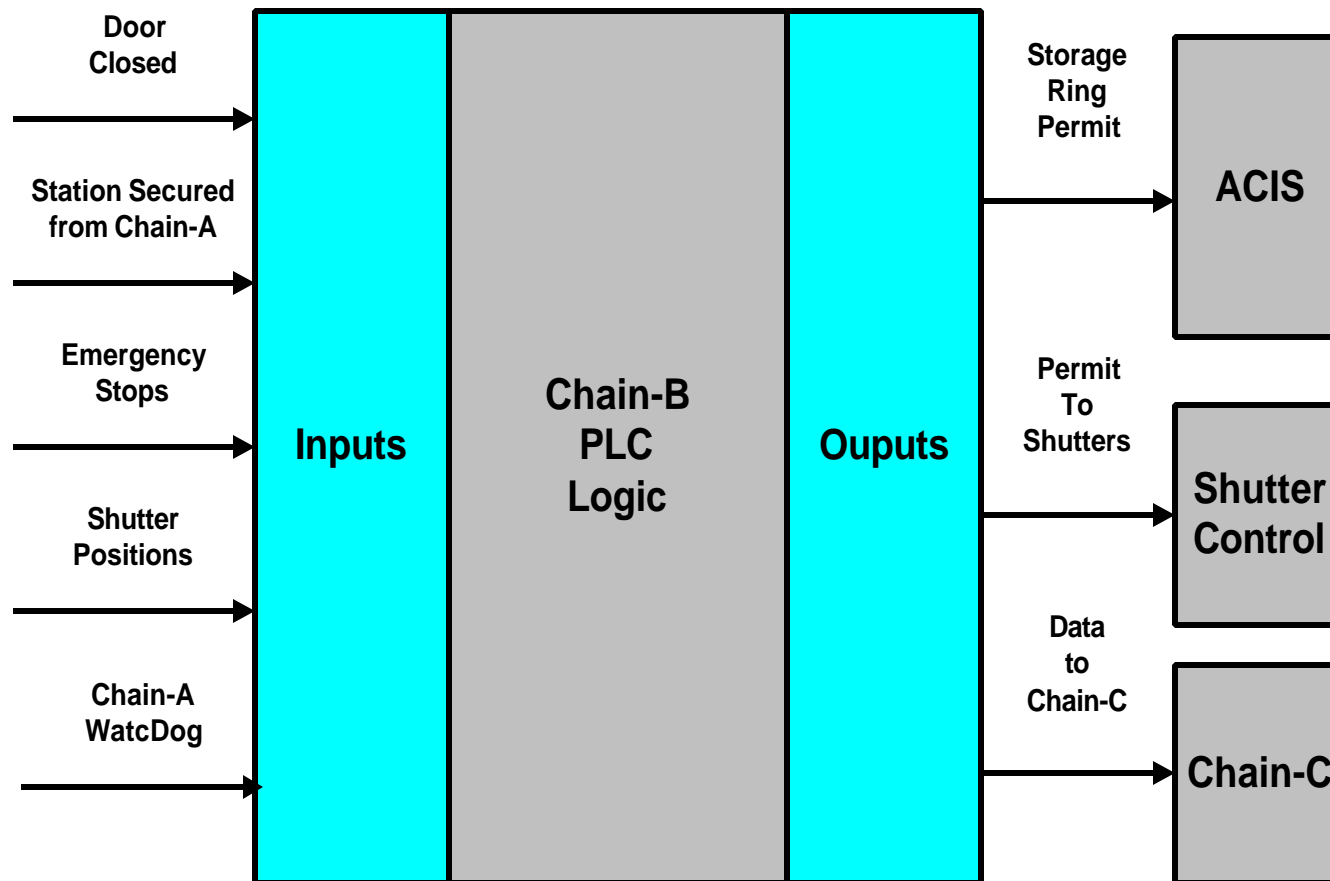 Door
Closed
Station Secured
from Chain-A
Emergency
Stops
Shutter
Positions
Chain-A
WatcDog
Inputs
Chain-B
PLC
Logic
Ouputs
Storage
Ring
Permit
Permit
To
Shutters
Data
to
Chain-C
ACIS
Shutter
Control
Chain-C